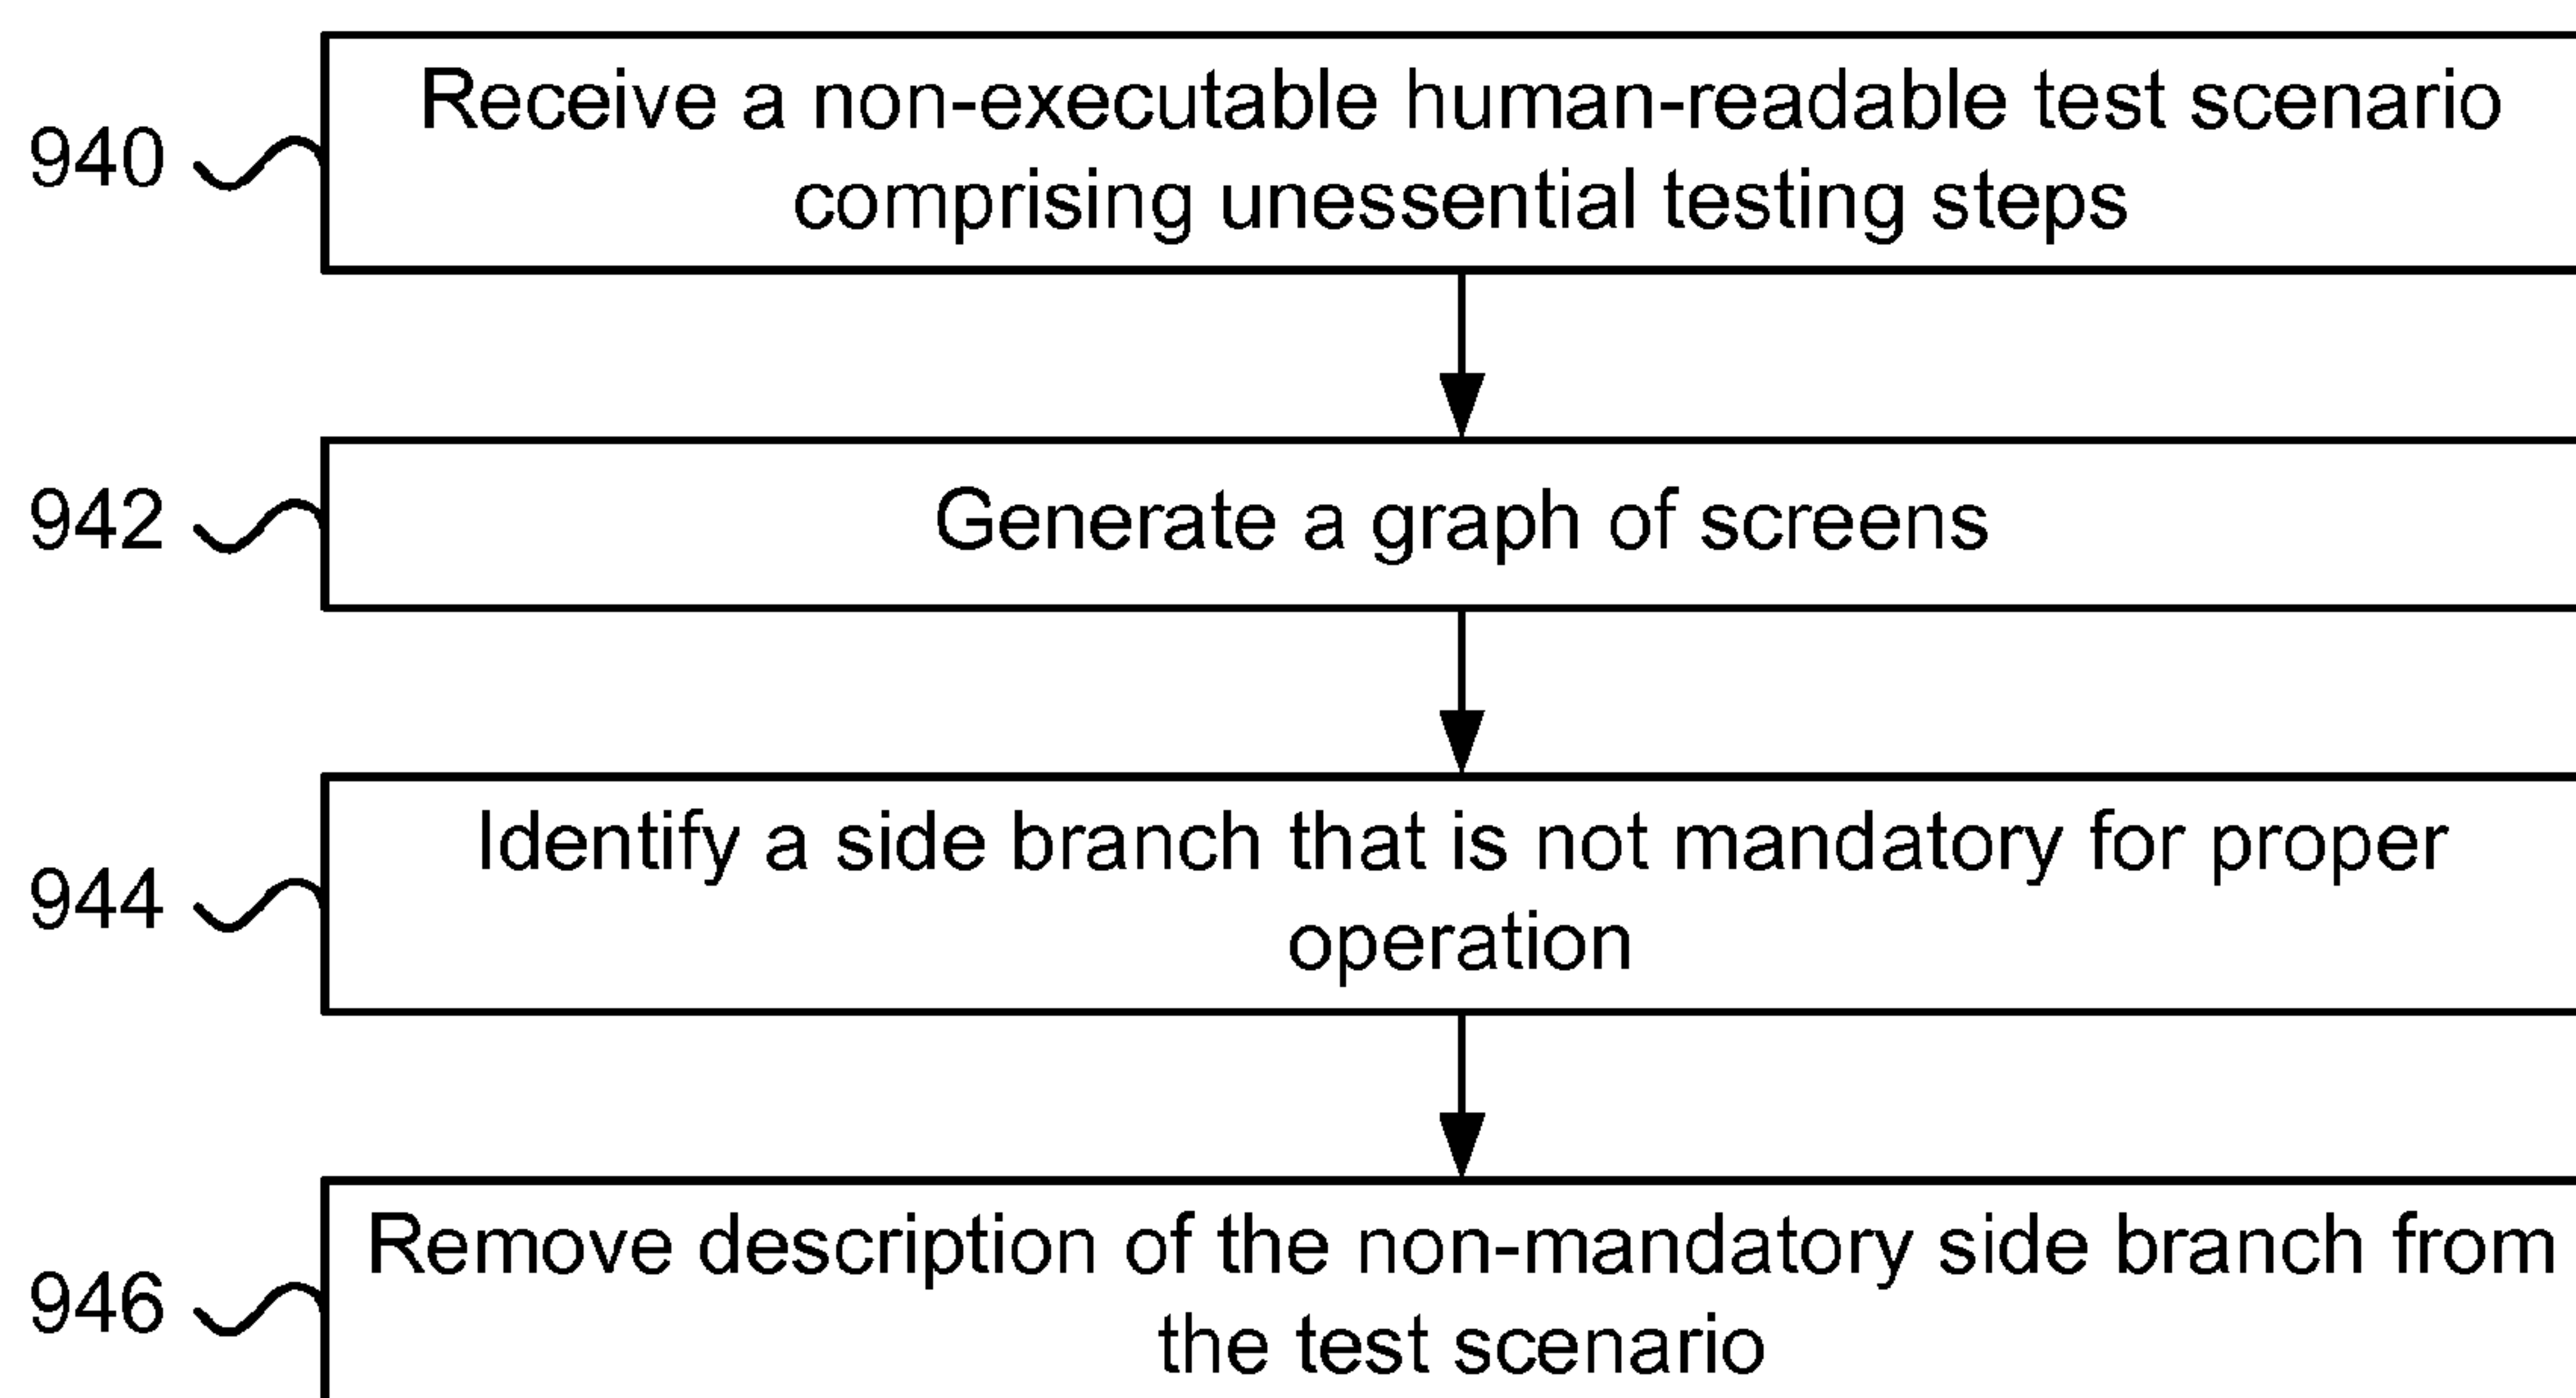 940
Receive a non-executable human-readable test scenario
comprising unessential testing steps
942
Generate a graph of screens
944
Identify a side branch that is not mandatory for proper
operation
946
Remove description of the non-mandatory side branch from
the test scenario